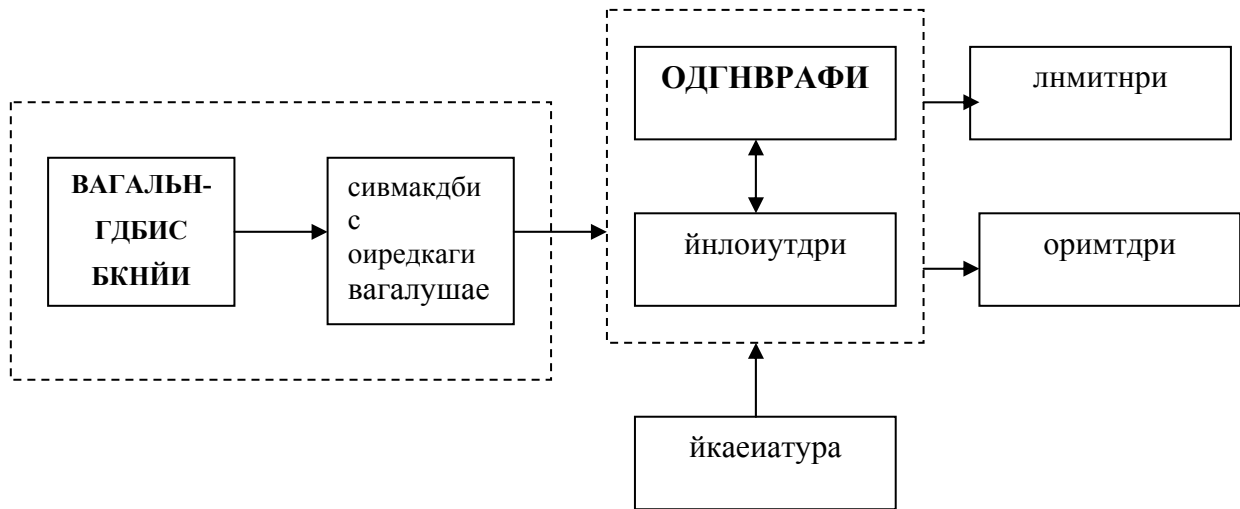 ВАГАЛЬН-
ГДБИС
БКНЙИ
сивмакдби
с
оиредкаги
вагалушае
ОДГНВРАФИ
йнлоиутдри
лнмитнри
оримтдри
йкаеиатура